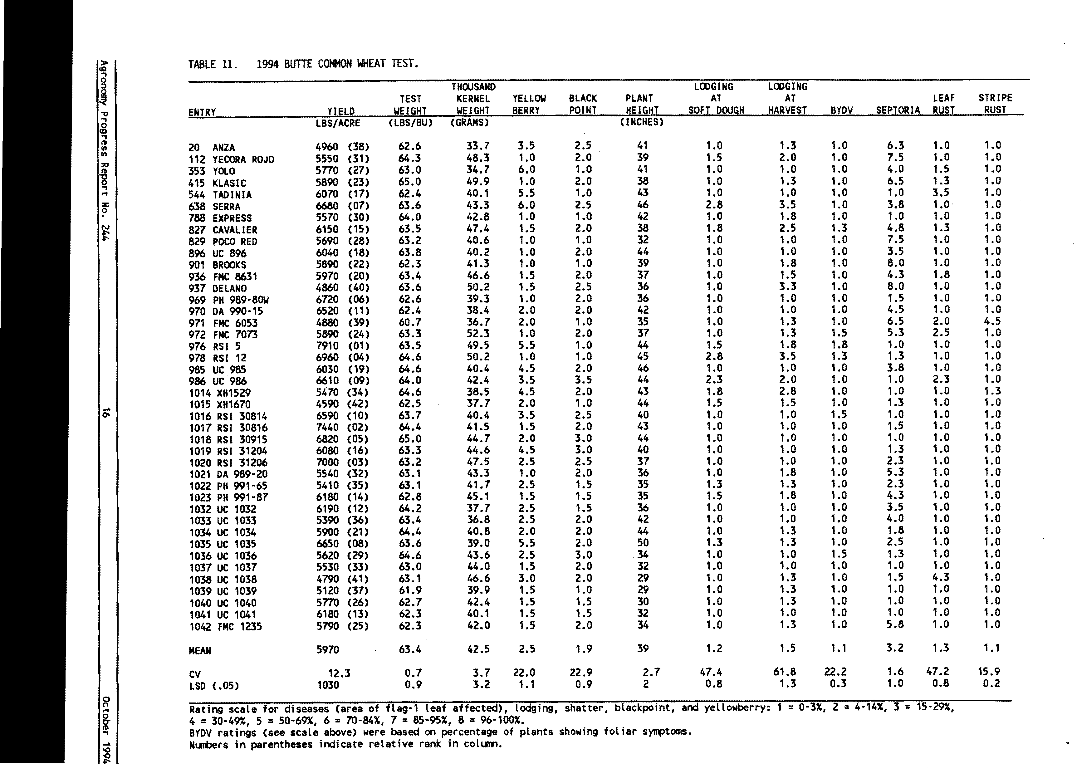 TABLE II. 1994 BUTTE COMMON WHEAT TEST.
THOUSAND LODGING LODGING
TEST KERNEL YELLOW BLACK PLANT AT AT LEAF STRIPE
ENTRY YIELD WEIGHT WEIGHT BERRY POINT HEIGHT SOFT DOUGH HARVEST BYDV SEPTORIA RUST RUST
LBS/ACRE (LBS/BU) (GRAMS) (INCHES)
20 ANZA 4960 (38) 62.6 33.7 3.5 2.5 41 1.0 1.3 1.0 6.3 1.0 1.0
112 YECORA ROJO 5550 (31) 64.3 48.3 1.0 2.0 39 1.5 2.0 1.0 7.5 1.0 1.0
353 YOLO 5770 (27) 63.0 34.7 6.0 1.0 41 1.0 1.0 1.0 4.0 1.5 1.0
415 KLASIC 5890 (23) 65.0 49.9 1.0 2.0 38 1.0 1.3 1.0 6.5 1.3 1.0
544 TADINIA 6070 (17) 62.4 40.1 5.5 1.0 43 1.0 1.0 1.0 1.0 3.5 1.0
638 SERRA 6680 (07) 63.6 43.3 6.0 2.5 46 2.8 3.5 1.0 3.8 1.0 1.0
788 EXPRESS 5570 (30) 64.0 42.8 1.0 1.0 42 1.0 1.8 1.0 1.0 1.0 1.0
827 CAVALIER 6150 (15) 63.5 47.4 1.5 2.0 38 1.8 2.5 1.3 4.8 1.3 1.0
829 POCO RED 5690 (28) 63.2 40.6 1.0 1.0 32 1.0 1.0 1.0 7.5 1.0 1.0
896 UC 896 6040 (18) 63.8 40.2 1.0 2.0 44 1.0 1.0 1.0 3.5 1.0 1.0
901 BROOKS 5890 (22) 62.3 41.3 1.0 1.0 39 1.0 1.8 1.0 8.0 1.0 1.0
936 FMC 8631 5970 (20) 63.4 46.6 1.5 2.0 37 1.0 1.5 1.0 4.3 1.8 1.0
937 DELANO 4860 (40) 63.6 50.2 1.5 2.5 36 1.0 3.3 1.0 8.0 1.0 1.0
969 PH 989-80W 6720 (06) 62.6 39.3 1.0 2.0 36 1.0 1.0 1.0 1.5 1.0 1.0
970 DA 990-15 6520 (11) 62.4 38.4 2.0 2.0 42 1.0 1.0 1.0 4.5 1.0 1.0
971 FMC 6053 4880 (39) 60.7 36.7 2.0 1.0 35 1.0 1.3 1.0 6.5 2.0 4.5
972 FMC 7073 5890 (24) 63.3 52.3 1.0 2.0 37 1.0 1.3 1.5 5.3 2.5 1.0
976 RSI 5 7910 (01) 63.5 49.5 5.5 1.0 44 1.5 1.8 1.8 1.0 1.0 1.0
978 RSI 12 6960 (04) 64.6 50.2 1.0 1.0 45 2.8 3.5 1.3 1.3 1.0 1.0
985 UC 985 6030 (19) 64.6 40.4 4.5 2.0 46 1.0 1.0 1.0 3.8 1.0 1.0
986 UC 986 6610 (09) 64.0 42.4 3.5 3.5 44 2.3 2.0 1.0 1.0 2.3 1.0
1014 XH1529 5470 (34) 64.6 38.5 4.5 2.0 43 1.8 2.8 1.0 1.0 1.0 1.3
1015 XH1670 4590 (42) 62.5 37.7 2.0 1.0 44 1.5 1.5 1.0 1.3 1.0 1.0
1016 RSI 30814 6590 (10) 63.7 40.4 3.5 2.5 40 1.0 1.0 1.5 1.0 1.0 1.0
1017 RSI 30816 7440 (02) 64.4 41.5 1.5 2.0 43 1.0 1.0 1.0 1.5 1.0 1.0
1018 RSI 30915 6820 (05) 65.0 44.7 2.0 3.0 44 1.0 1.0 1.0 1.0 1.0 1.0
1019 RSI 31204 6080 (16) 63.3 44.6 4.5 3.0 40 1.0 1.0 1.0 1.3 1.0 1.0
1020 RSI 31206 7000 (03) 63.2 47.5 2.5 2.5 37 1.0 1.0 1.0 2.3 1.0 1.0
1021 DA 989-20 5540 (32) 63.1 43.3 1.0 2.0 36 1.0 1.8 1.0 5.3 1.0 1.0
1022 PH 991-65 5410 (35) 63.1 41.7 2.5 1.5 35 1.3 1.3 1.0 2.3 1.0 1.0
1023 PH 991-87 6180 (14) 62.8 45.1 1.5 1.5 35 1.5 1.8 1.0 4.3 1.0 1.0
1032 UC 1032 6190 (12) 64.2 37.7 2.5 1.5 36 1.0 1.0 1.0 3.5 1.0 1.0
1033 UC 1033 5390 (36) 63.4 36.8 2.5 2.0 42 1.0 1.0 1.0 4.0 1.0 1.0
1034 UC 1034 5900 (21) 64.4 40.8 2.0 2.0 44 1.0 1.3 1.0 1.8 1.0 1.0
1035 UC 1035 6650 (08) 63.6 39.0 5.5 2.0 50 1.3 1.3 1.0 2.5 1.0 1.0
1036 UC 1036 5620 (29) 64.6 43.6 2.5 3.0 34 1.0 1.0 1.5 1.3 1.0 1.0
1037 UC 1037 5530 (33) 63.0 44.0 1.5 2.0 32 1.0 1.0 1.0 1.0 1.0 1.0
1038 UC 1038 4790 (41) 63.1 46.6 3.0 2.0 29 1.0 1.3 1.0 1.5 4.3 1.0
1039 UC 1039 5120 (37) 61.9 39.9 1.5 1.0 29 1.0 1.3 1.0 1.0 1.0 1.0
1040 UC 1040 5770 (26) 62.7 42.4 1.5 1.5 30 1.0 1.3 1.0 1.0 1.0 1.0
1041 UC 1041 6180 (13) 62.3 40.1 1.5 1.5 32 1.0 1.0 1.0 1.0 1.0 1.0
1042 FMC 1235 5790 (25) 62.3 42.0 1.5 2.0 34 1.0 1.3 1.0 5.8 1.0 1.0
MEAN 5970 63.4 42.5 2.5 1.9 39 1.2 1.5 1.1 3.2 1.3 1.1
CV 12.3 0.7 3.7 22.0 22.9 2.7 47.4 61.8 22.2 1.6 47.2 15.9
LSD (.05) 1030 0.9 3.2 1.1 0.9 2 0.8 1.3 0.3 1.0 0.8 0.2
Rating scale for diseases (area of flag-1 leaf affected), lodging, shatter, blackpoint, and yellowberry: 1 = 0-3%, 2 = 4-14%, 3 = 15-29%,
4 = 30-49%, 5 = 50-69%, 6 = 70-84%, 7 = 85-95%, 8 = 96-100%.
BYDV ratings (see scale above) were based on percentage of plants showing foliar symptoms.
Numbers in parentheses indicate relative rank in column.
Agronomy Progress Report No. 244
16
October 1994